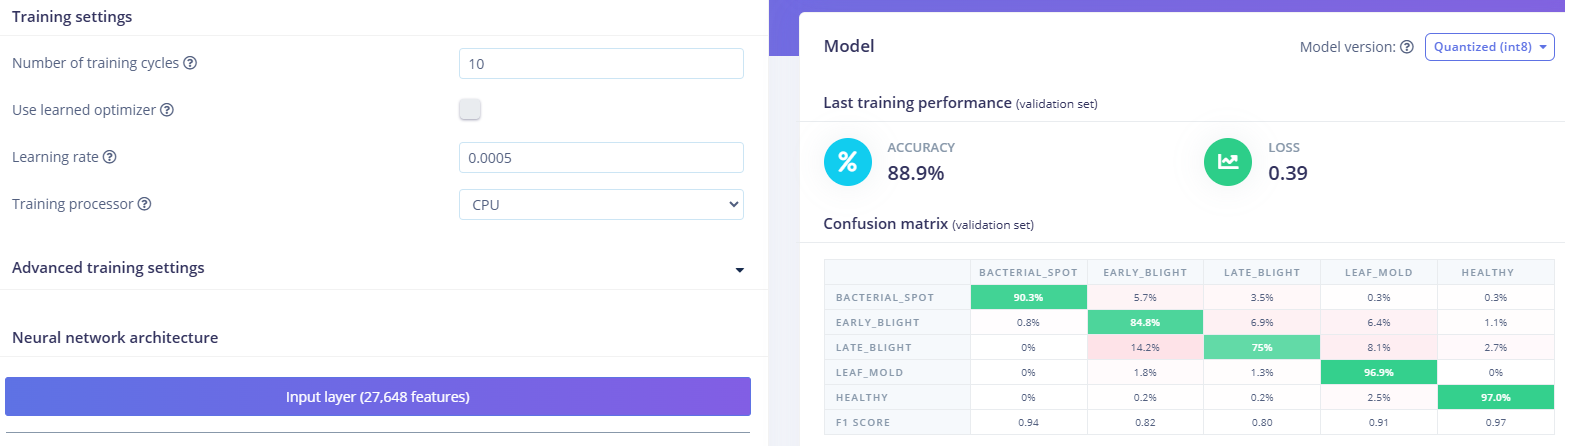 Training settings
Number of training cycles
10
Use learned optimizer
Learning rate
0.0005
Training processor
CPU
Advanced training settings
Neural network architecture
Input layer (27,648 features)
Model
Model version:
Quantized (int8)
Last training performance (validation set)
%
ACCURACY
88.9%
LOSS
0.39
Confusion matrix (validation set)
BACTERIAL_SPOT EARLY_BLIGHT LATE_BLIGHT LEAF_MOLD HEALTHY
BACTERIAL_SPOT 90.3% 5.7% 3.5% 0.3% 0.3%
EARLY_BLIGHT 0.8% 84.8% 6.9% 6.4% 1.1%
LATE_BLIGHT 0% 14.2% 75% 8.1% 2.7%
LEAF_MOLD 0% 1.8% 1.3% 96.9% 0%
HEALTHY 0% 0.2% 0.2% 2.5% 97.0%
F1 SCORE 0.94 0.82 0.80 0.91 0.97